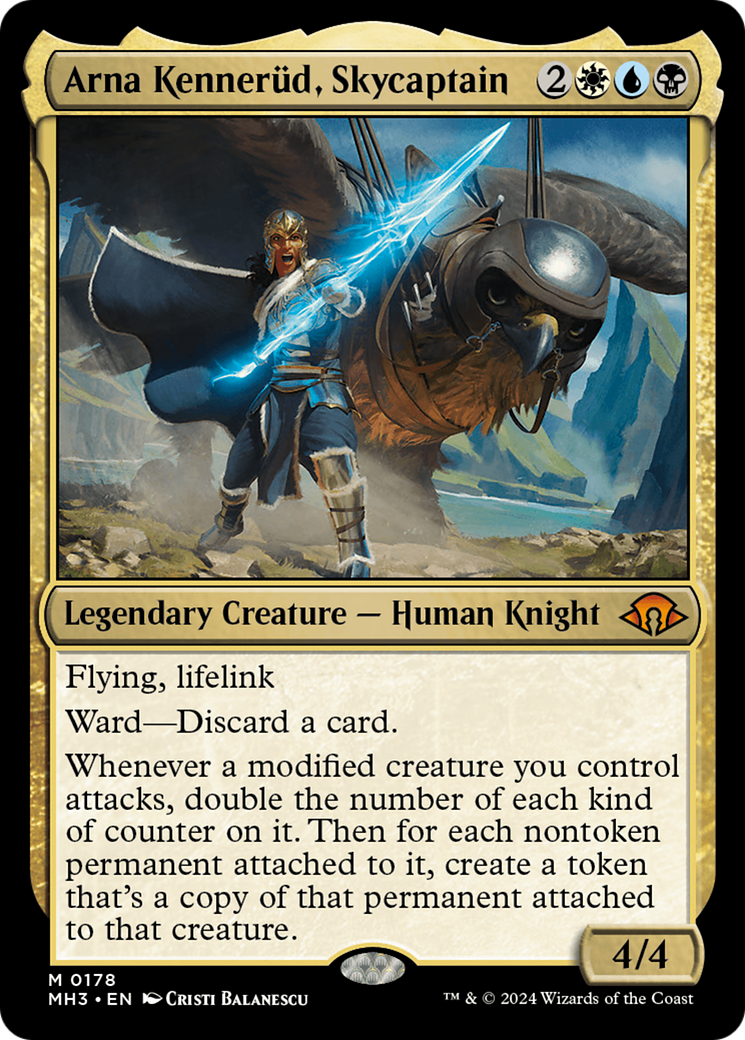 Arna Kennerüd, Skycaptain 2
Legendary Creature — Human Knight
Flying, lifelink
Ward—Discard a card.
Whenever a modified creature you control
attacks, double the number of each kind
of counter on it. Then for each nontoken
permanent attached to it, create a token
that's a copy of that permanent attached
to that creature.
4/4
M 0178
MH3 • EN Cristi Balanescu
™ & © 2024 Wizards of the Coast